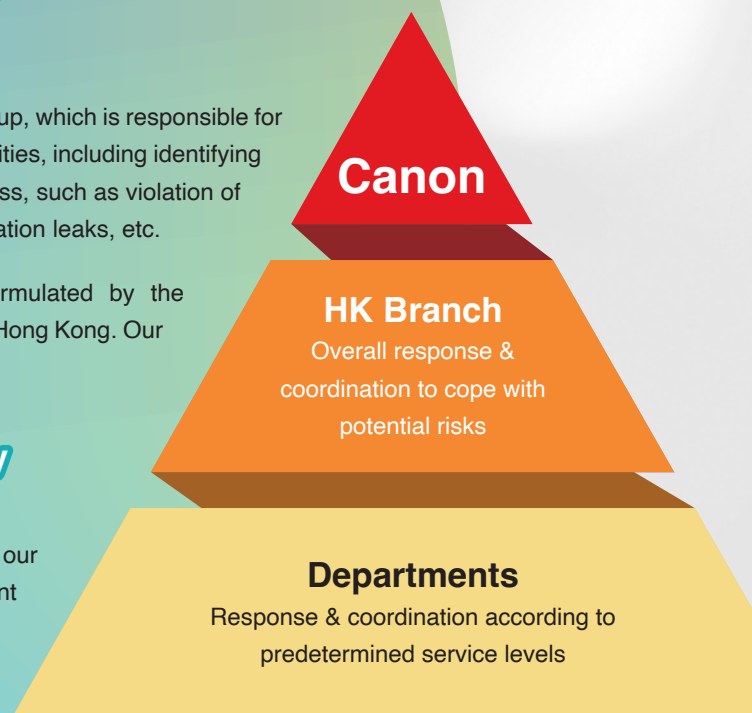 up, which is responsible for
ities, including identifying
ss, such as violation of
ation leaks, etc.
rmulated by the
Hong Kong. Our
our
nt
Canon
HK Branch
Overall response &
coordination to cope with
potential risks
Departments
Response & coordination according to
predetermined service levels